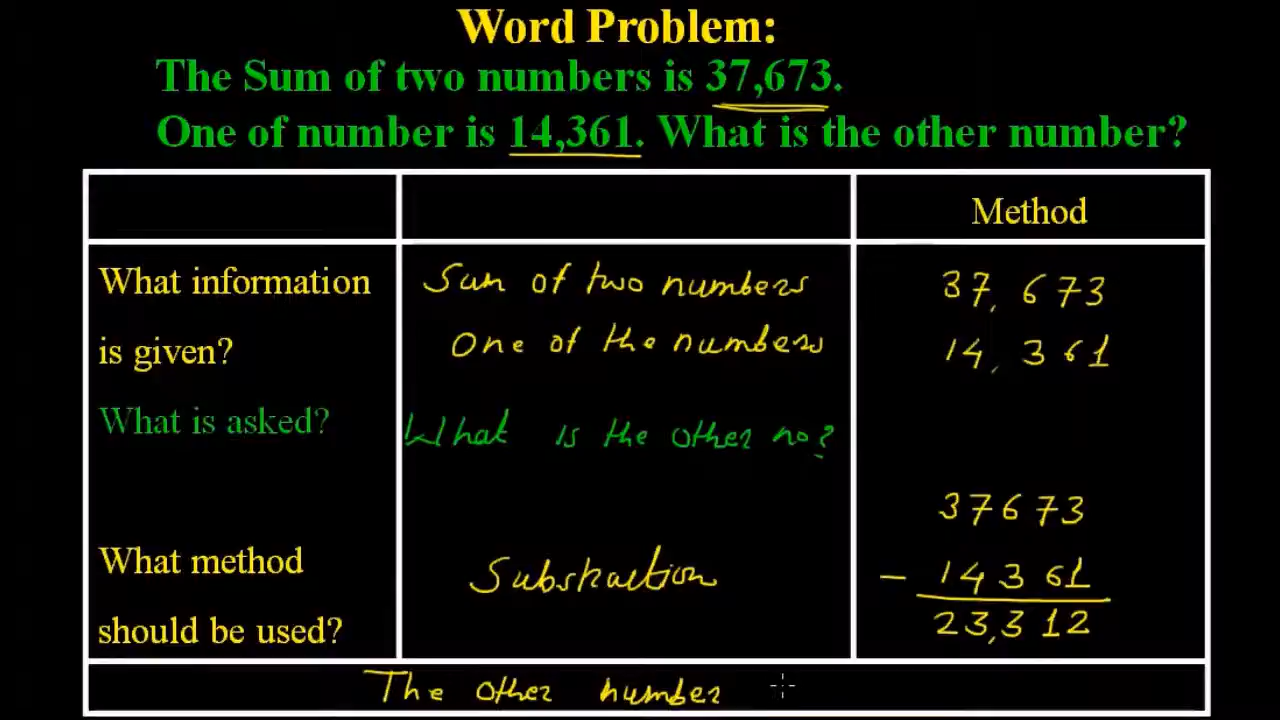 Word Problem:
The Sum of two numbers is 37,673.
One of number is 14,361. What is the other number?
Method
What information
is given?
Sum of two numbers
One of the numbers
37,673
14,361
What is asked?
What is the other no?
What method
should be used?
Substraction
37673
- 14361
23,312
The other number